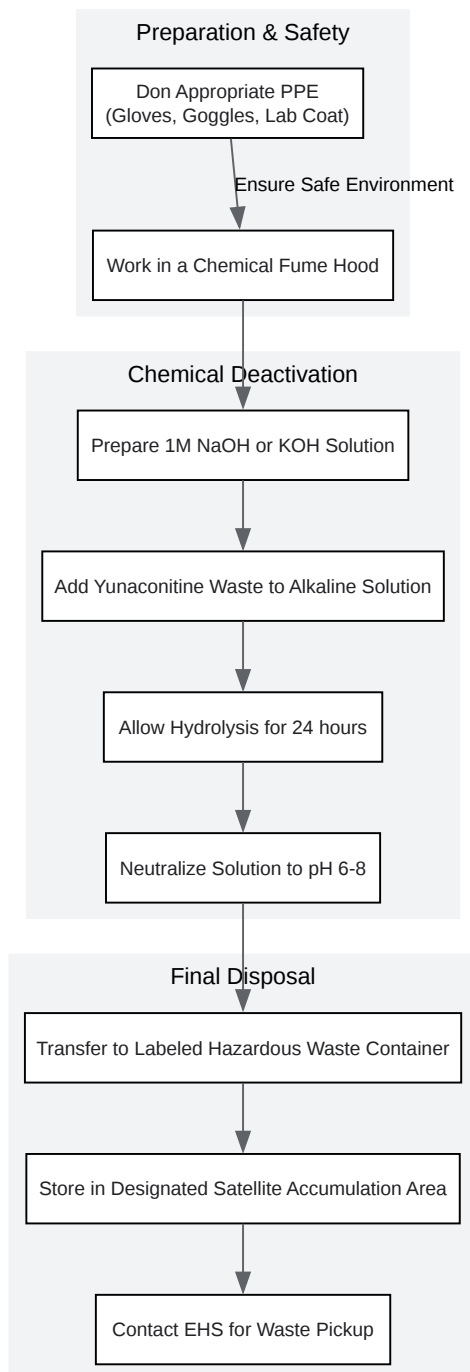 Preparation & Safety
Don Appropriate PPE
(Gloves, Goggles, Lab Coat)
Ensure Safe Environment
Work in a Chemical Fume Hood
Chemical Deactivation
Prepare 1M NaOH or KOH Solution
Add Yunaconitine Waste to Alkaline Solution
Allow Hydrolysis for 24 hours
Neutralize Solution to pH 6-8
Final Disposal
Transfer to Labeled Hazardous Waste Container
Store in Designated Satellite Accumulation Area
Contact EHS for Waste Pickup